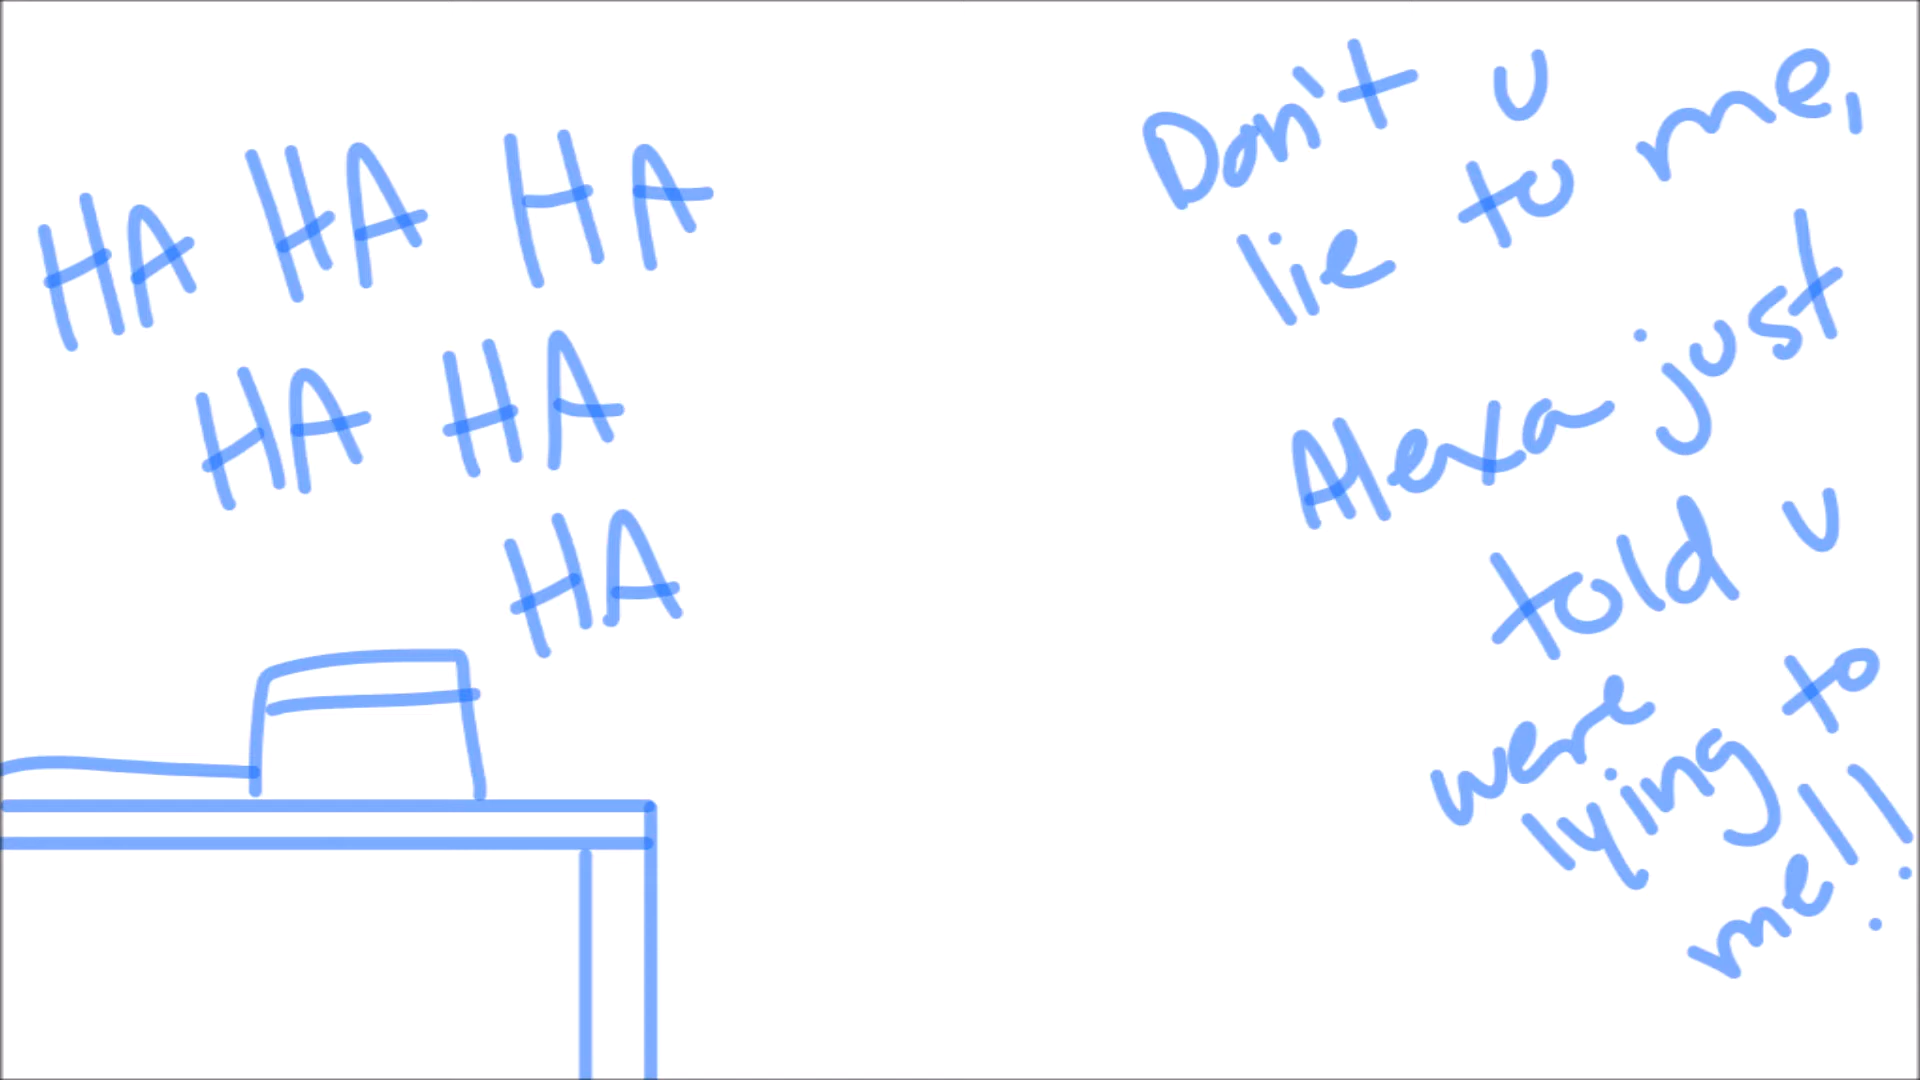 HA HA HA
HA HA
HA
Don't u
lie to me,
Alexa just
told u
were
lying to
me!!